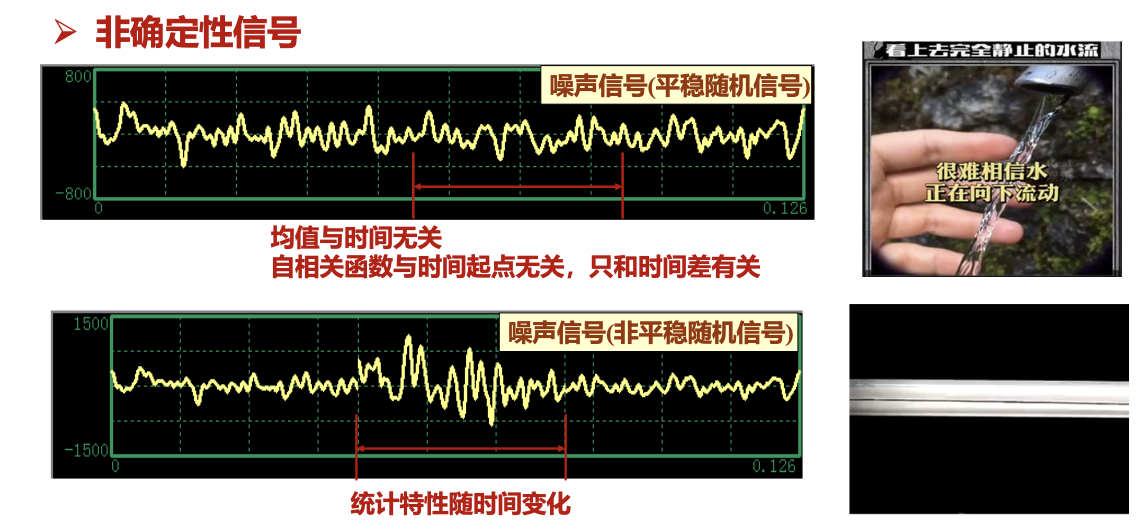 非确定性信号
800
噪声信号(平稳随机信号)
-800
0
0.126
均值与时间无关
自相关函数与时间起点无关，只和时间差有关
看上去完全静止的水流
很难相信水
正在向下流动
1500
噪声信号(非平稳随机信号)
-1500
0
0.126
统计特性随时间变化